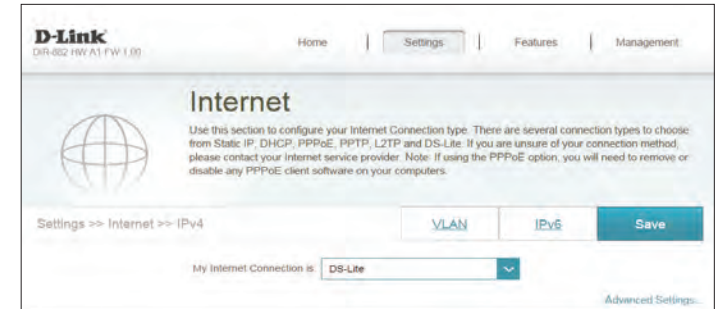 D-Link
DIR-882 HW A1 FW 1.00
Home | Settings | Features | Management
Internet
Use this section to configure your Internet Connection type. There are several connection types to choose
from Static IP, DHCP, PPPoE, PPTP, L2TP and DS-Lite. If you are unsure of your connection method,
please contact your Internet service provider. Note: If using the PPPoE option, you will need to remove or
disable any PPPoE client software on your computers.
Settings >> Internet >> IPv4
VLAN
IPv6
Save
My Internet Connection is: DS-Lite
Advanced Settings...